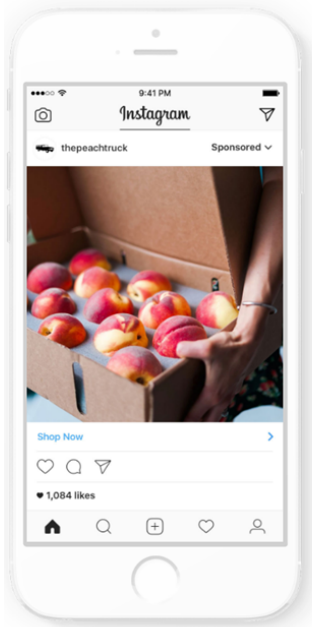 9:41 PM
Instagram
thepeachtruck Sponsored
Shop Now
1,084 likes